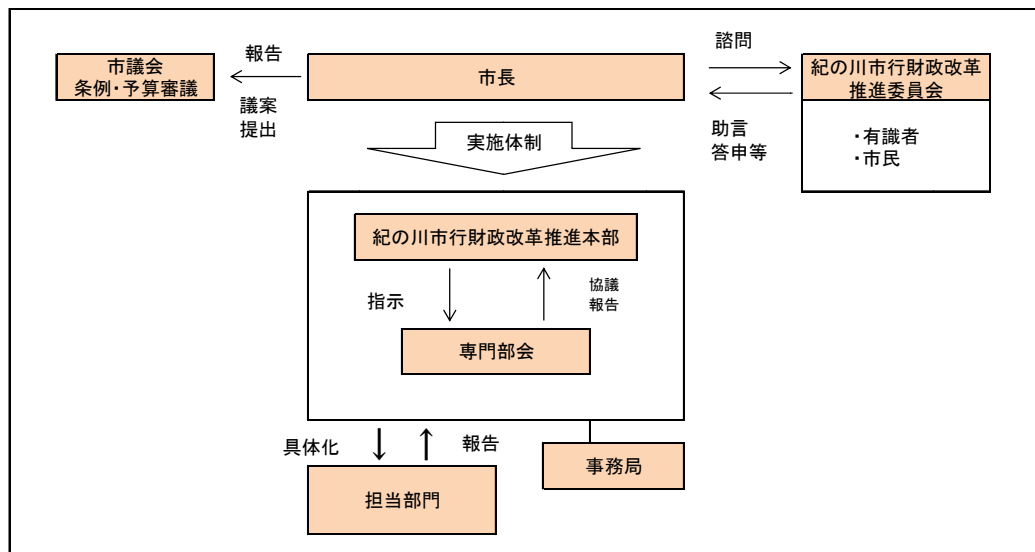 市議会
条例・予算審議
報告
議案
提出
市長
諮問
助言
答申等
紀の川市行財政改革
推進委員会
・有識者
・市民
実施体制
紀の川市行財政改革推進本部
指示
協議
報告
専門部会
具体化
報告
担当部門
事務局